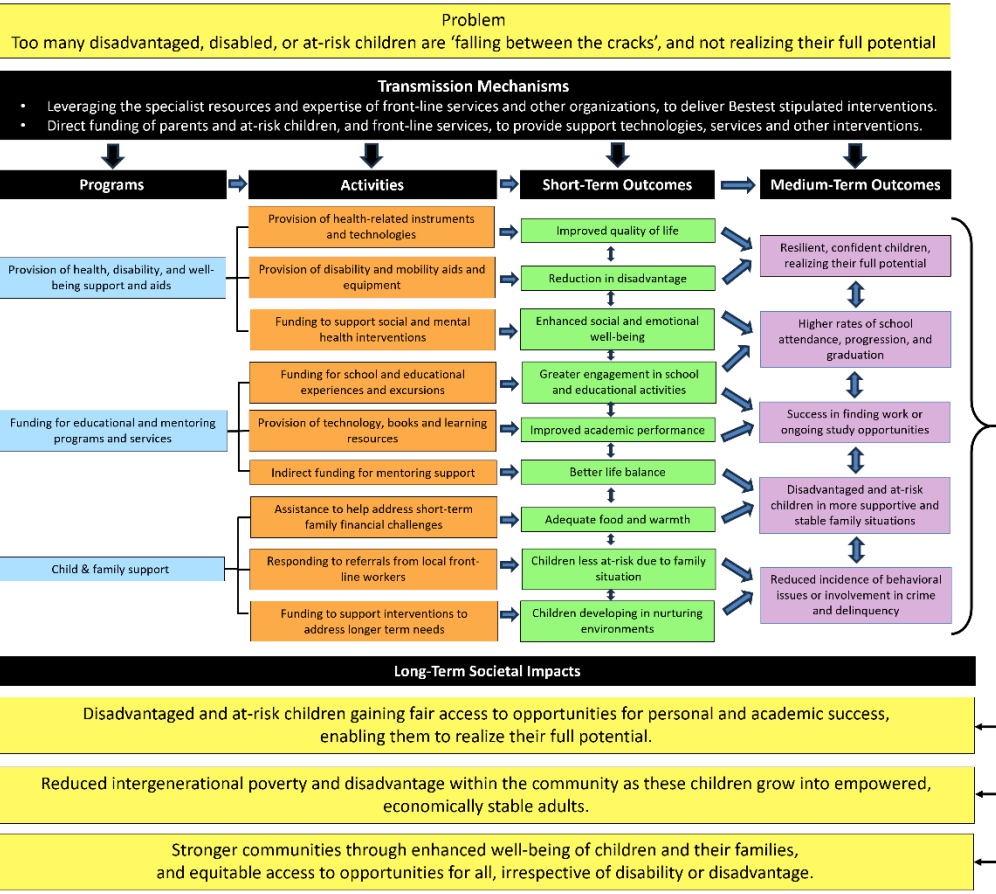 Problem
Too many disadvantaged, disabled, or at-risk children are ‘falling between the cracks’, and not realizing their full potential
Transmission Mechanisms
• Leveraging the specialist resources and expertise of front-line services and other organizations, to deliver Bestest stipulated interventions.
• Direct funding of parents and at-risk children, and front-line services, to provide support technologies, services and other interventions.
Programs
Activities
Short-Term Outcomes
Medium-Term Outcomes
Provision of health, disability, and well-
being support and aids
Funding for educational and mentoring
programs and services
Child & family support
Provision of health-related instruments
and technologies
Provision of disability and mobility aids and
equipment
Funding to support social and mental
health interventions
Funding for school and educational
experiences and excursions
Provision of technology, books and learning
resources
Indirect funding for mentoring support
Assistance to help address short-term
family financial challenges
Responding to referrals from local front-
line workers
Funding to support interventions to
address longer term needs
Improved quality of life
Reduction in disadvantage
Enhanced social and emotional
well-being
Greater engagement in school
and educational activities
Improved academic performance
Better life balance
Adequate food and warmth
Children less at-risk due to family
situation
Children developing in nurturing
environments
Resilient, confident children,
realizing their full potential
Higher rates of school
attendance, progression, and
graduation
Success in finding work or
ongoing study opportunities
Disadvantaged and at-risk
children in more supportive and
stable family situations
Reduced incidence of behavioral
issues or involvement in crime
and delinquency
Long-Term Societal Impacts
Disadvantaged and at-risk children gaining fair access to opportunities for personal and academic success,
enabling them to realize their full potential.
Reduced intergenerational poverty and disadvantage within the community as these children grow into empowered,
economically stable adults.
Stronger communities through enhanced well-being of children and their families,
and equitable access to opportunities for all, irrespective of disability or disadvantage.